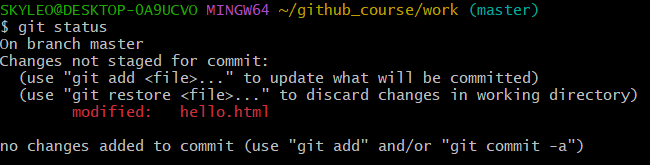 SKYLEO@DESKTOP-OA9UCVO MINGW64 ~/github_course/work (master)
$ git status
On branch master
Changes not staged for commit:
  (use "git add <file>..." to update what will be committed)
  (use "git restore <file>..." to discard changes in working directory)
        modified:   hello.html

no changes added to commit (use "git add" and/or "git commit -a")